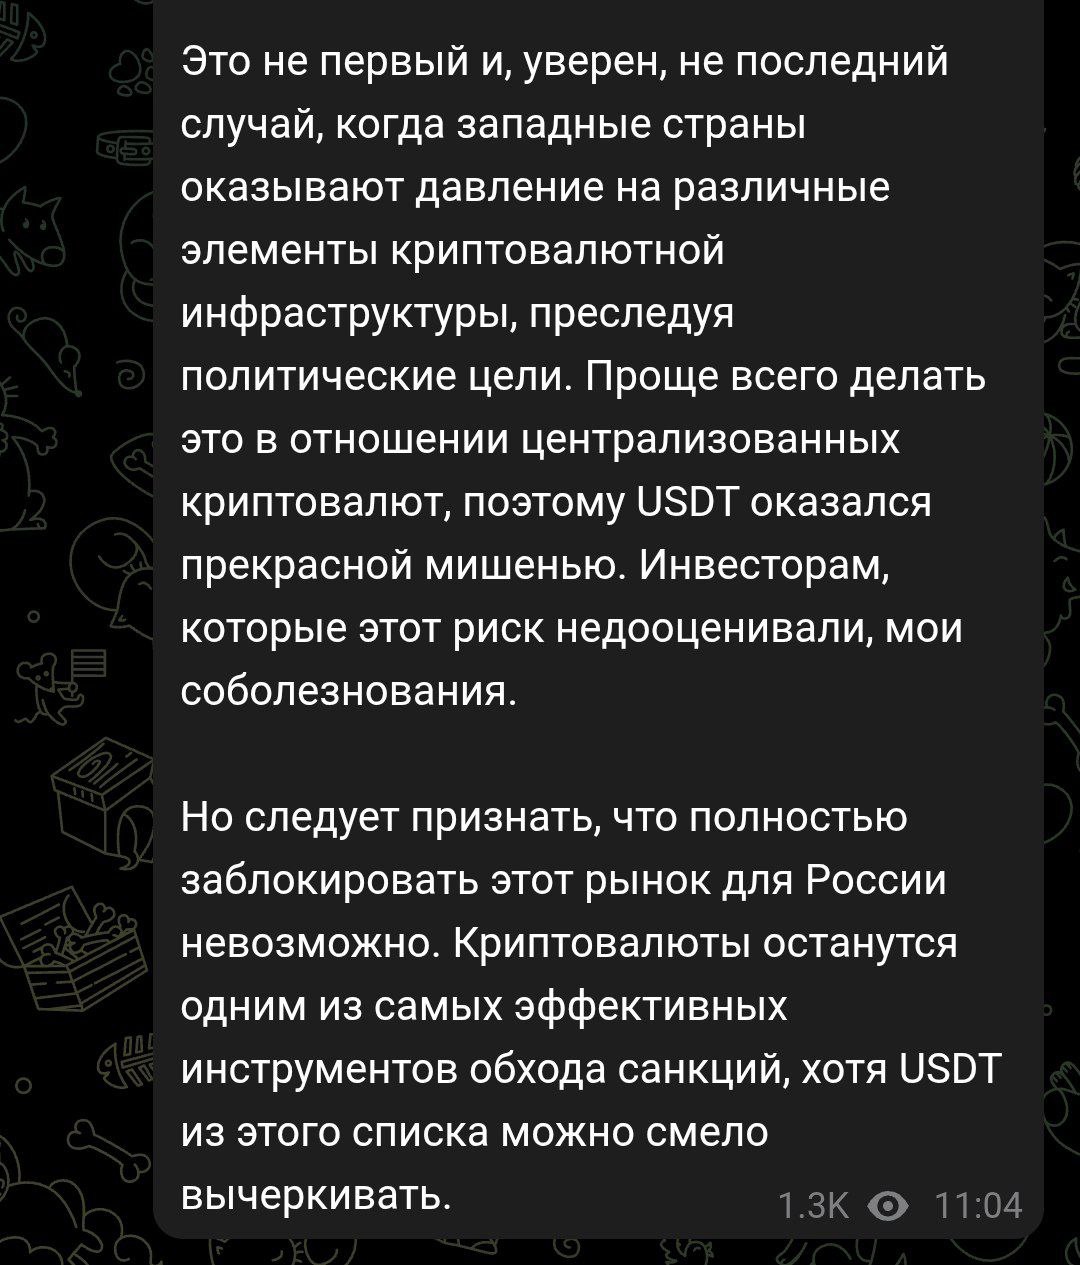 Это не первый и, уверен, не последний
случай, когда западные страны
оказывают давление на различные
элементы криптовалютной
инфраструктуры, преследуя
политические цели. Проще всего делать
это в отношении централизованных
криптовалют, поэтому USDT оказался
прекрасной мишенью. Инвесторам,
которые этот риск недооценивали, мои
соболезнования.
Но следует признать, что полностью
заблокировать этот рынок для России
невозможно. Криптовалюты останутся
одним из самых эффективных
инструментов обхода санкций, хотя USDT
из этого списка можно смело
вычеркивать.
1.3K 11:04